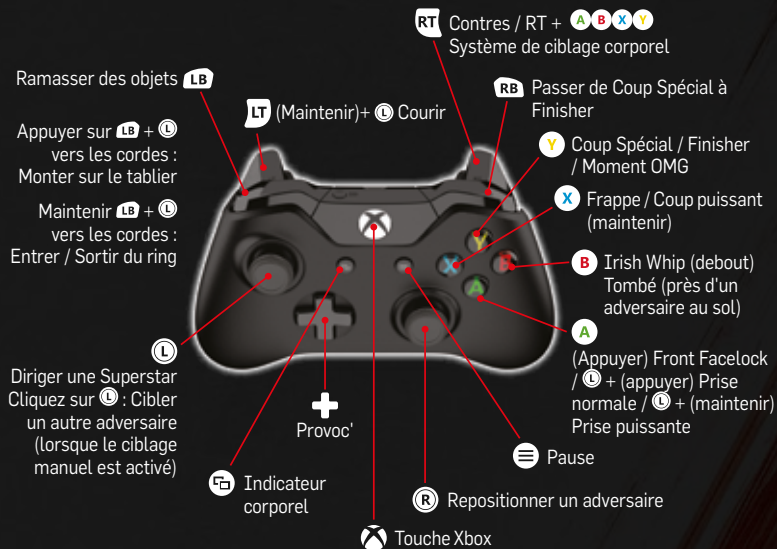 RT Contres / RT + A B X Y
Système de ciblage corporel
Ramasser des objets LB
RB Passer de Coup Spécial à
Finisher
LT (Maintenir)+ L Courir
Appuyer sur LB + L
vers les cordes :
Monter sur le tablier
Y Coup Spécial / Finisher
/ Moment OMG
X Frappe / Coup puissant
(maintenir)
Maintenir LB + L
vers les cordes :
Entrer / Sortir du ring
Y
X B
A
B Irish Whip (debout)
Tombé (près d'un
adversaire au sol)
A
(Appuyer) Front Facelock
/ L + (appuyer) Prise
normale / L + (maintenir)
Prise puissante
L
Diriger une Superstar
Cliquez sur L : Cibler
un autre adversaire
(lorsque le ciblage
manuel est activé)
Provoc'
Pause
Indicateur
corporel
R Repositionner un adversaire
Touche Xbox